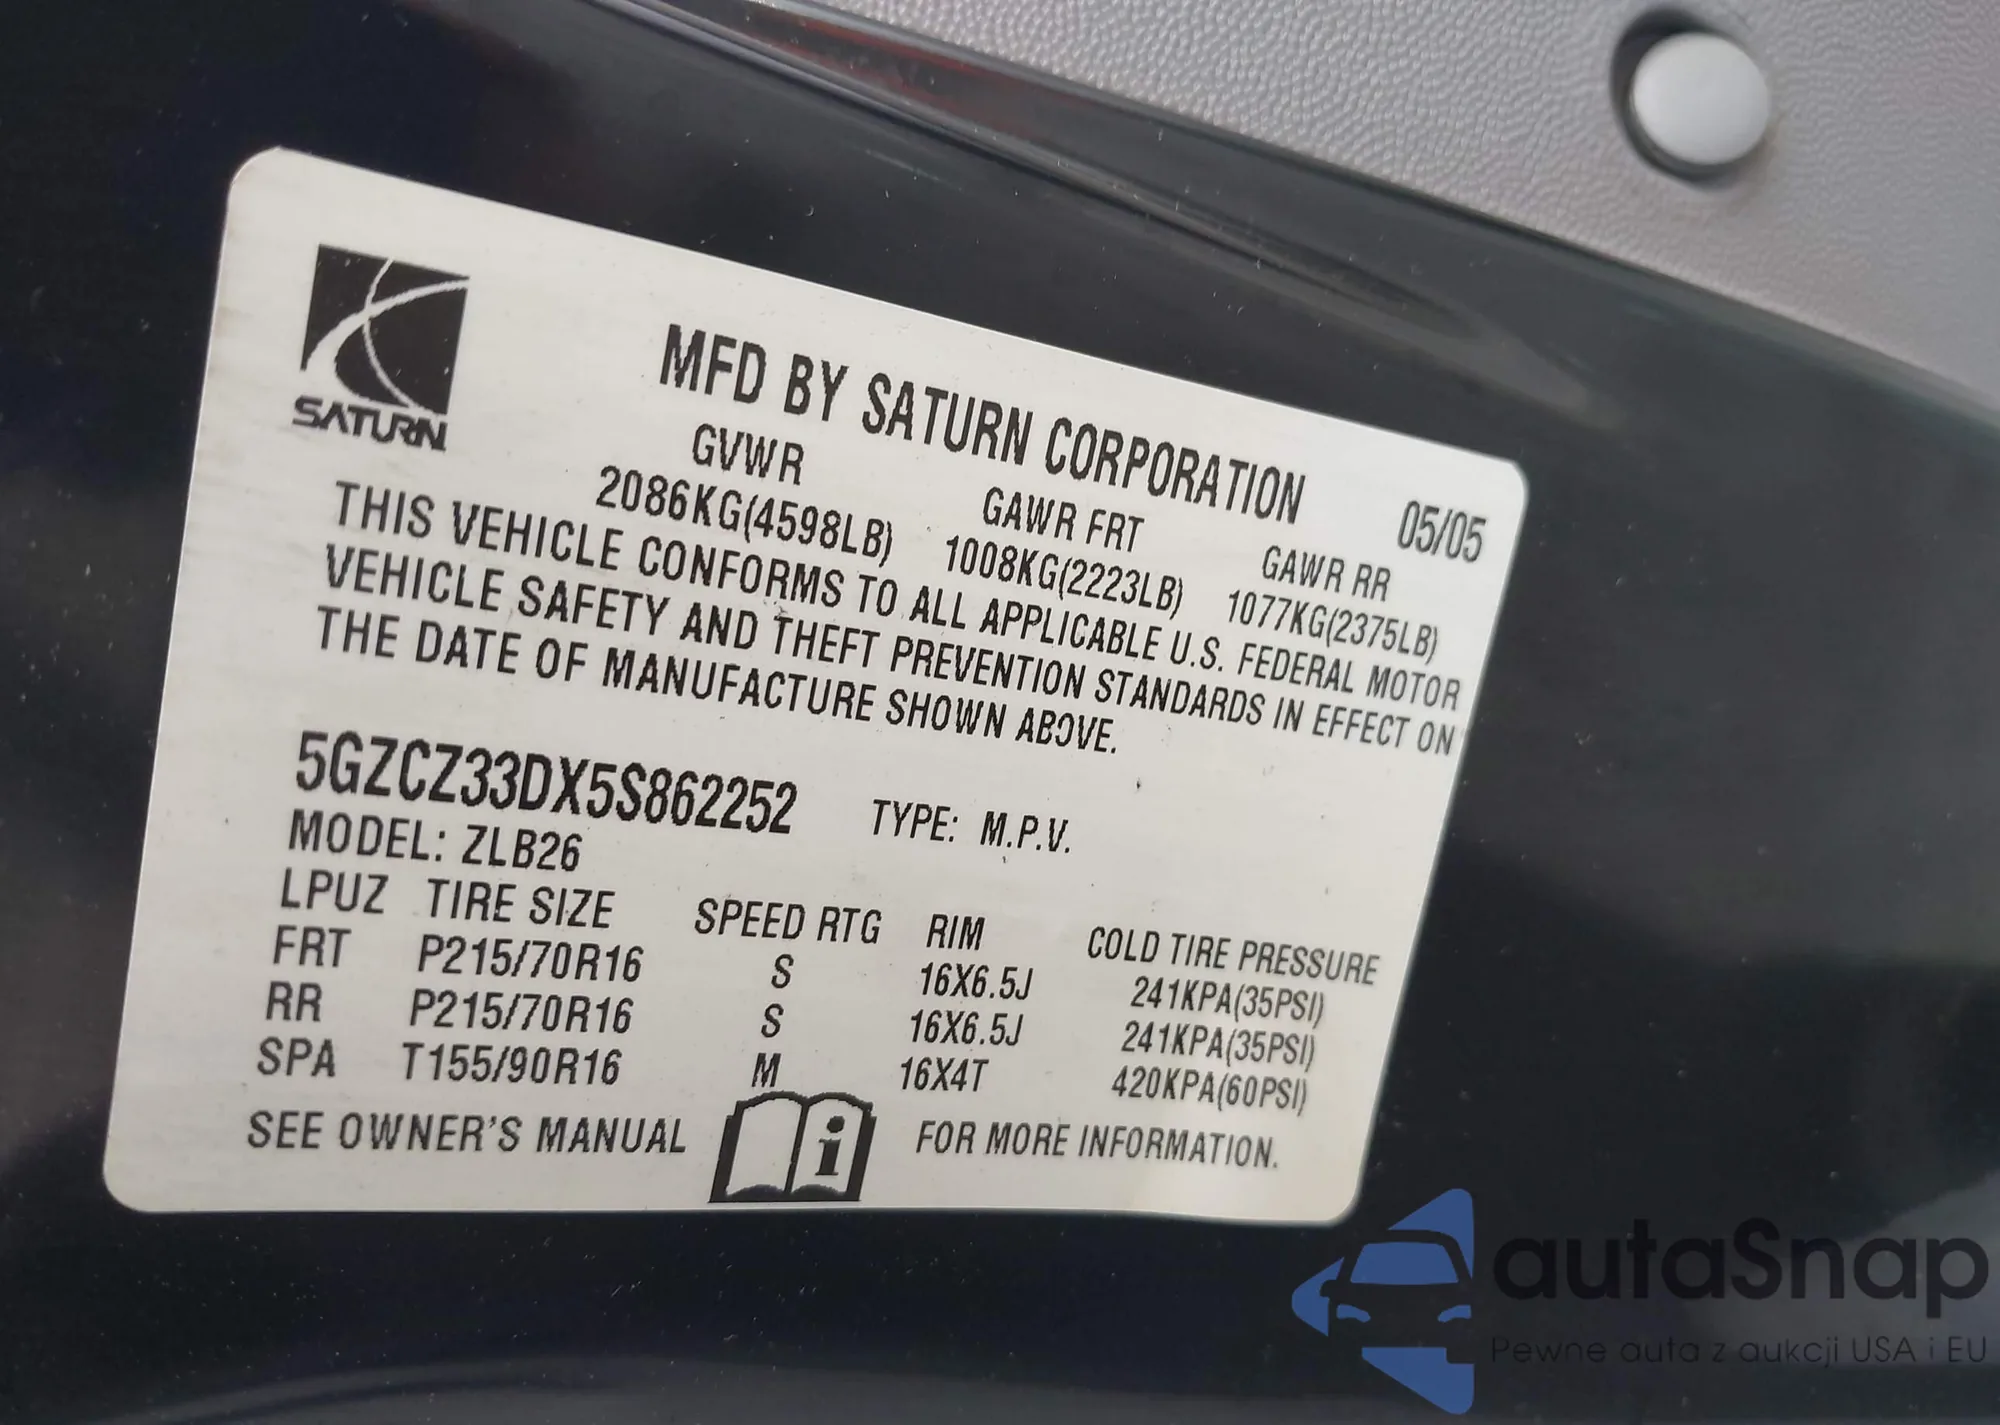 SATURN
MFD BY SATURN CORPORATION 05/05
GVWR GAWR FRT GAWR RR
2086KG(4598LB) 1008KG(2223LB) 1077KG(2375LB)
THIS VEHICLE CONFORMS TO ALL APPLICABLE U.S. FEDERAL MOTOR
VEHICLE SAFETY AND THEFT PREVENTION STANDARDS IN EFFECT ON
THE DATE OF MANUFACTURE SHOWN ABOVE.
5GZCZ33DX5S862252 TYPE: M.P.V.
MODEL: ZLB26
LPUZ TIRE SIZE SPEED RTG RIM COLD TIRE PRESSURE
FRT P215/70R16 S 16X6.5J 241KPA(35PSI)
RR P215/70R16 S 16X6.5J 241KPA(35PSI)
SPA T155/90R16 M 16X4T 420KPA(60PSI)
SEE OWNER'S MANUAL i FOR MORE INFORMATION.
autaSnap
Pewne auta z aukcji USA i EU